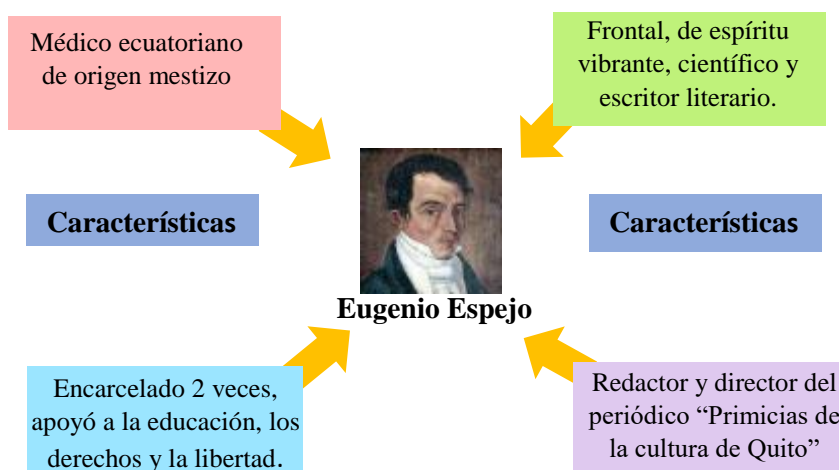 Médico ecuatoriano
de origen mestizo
Frontal, de espíritu
vibrante, científico y
escritor literario.
Características
Características
Eugenio Espejo
Encarcelado 2 veces,
apoyó a la educación, los
derechos y la libertad.
Redactor y director del
periódico “Primicias de
la cultura de Quito”